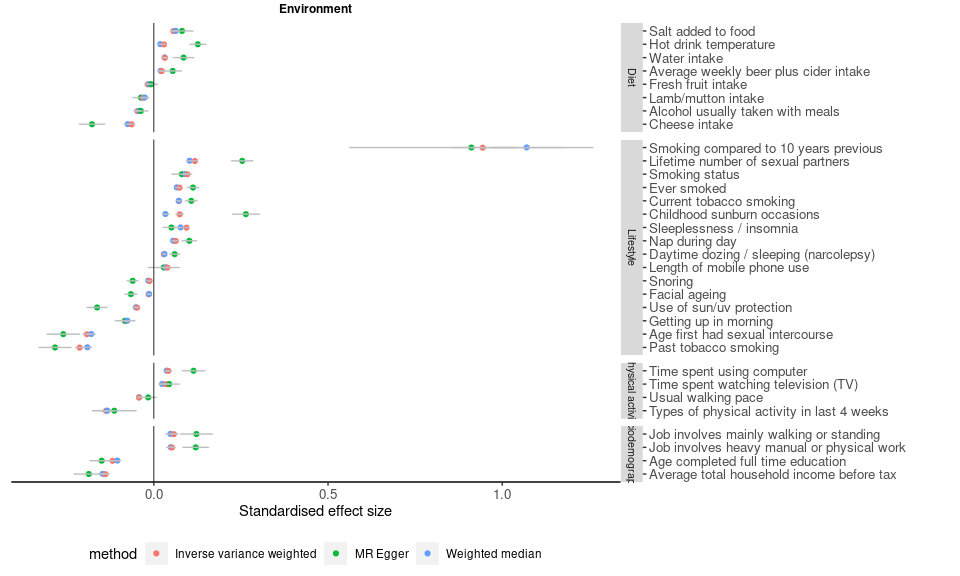 Environment
Diet
Salt added to food
Hot drink temperature
Water intake
Average weekly beer plus cider intake
Fresh fruit intake
Lamb/mutton intake
Alcohol usually taken with meals
Cheese intake
Lifestyle
Smoking compared to 10 years previous
Lifetime number of sexual partners
Smoking status
Ever smoked
Current tobacco smoking
Childhood sunburn occasions
Sleeplessness / insomnia
Nap during day
Daytime dozing / sleeping (narcolepsy)
Length of mobile phone use
Snoring
Facial ageing
Use of sun/uv protection
Getting up in morning
Age first had sexual intercourse
Past tobacco smoking
hysical activi
Time spent using computer
Time spent watching television (TV)
Usual walking pace
Types of physical activity in last 4 weeks
iodemograp
Job involves mainly walking or standing
Job involves heavy manual or physical work
Age completed full time education
Average total household income before tax
0.0 0.5 1.0
Standardised effect size
method Inverse variance weighted MR Egger Weighted median